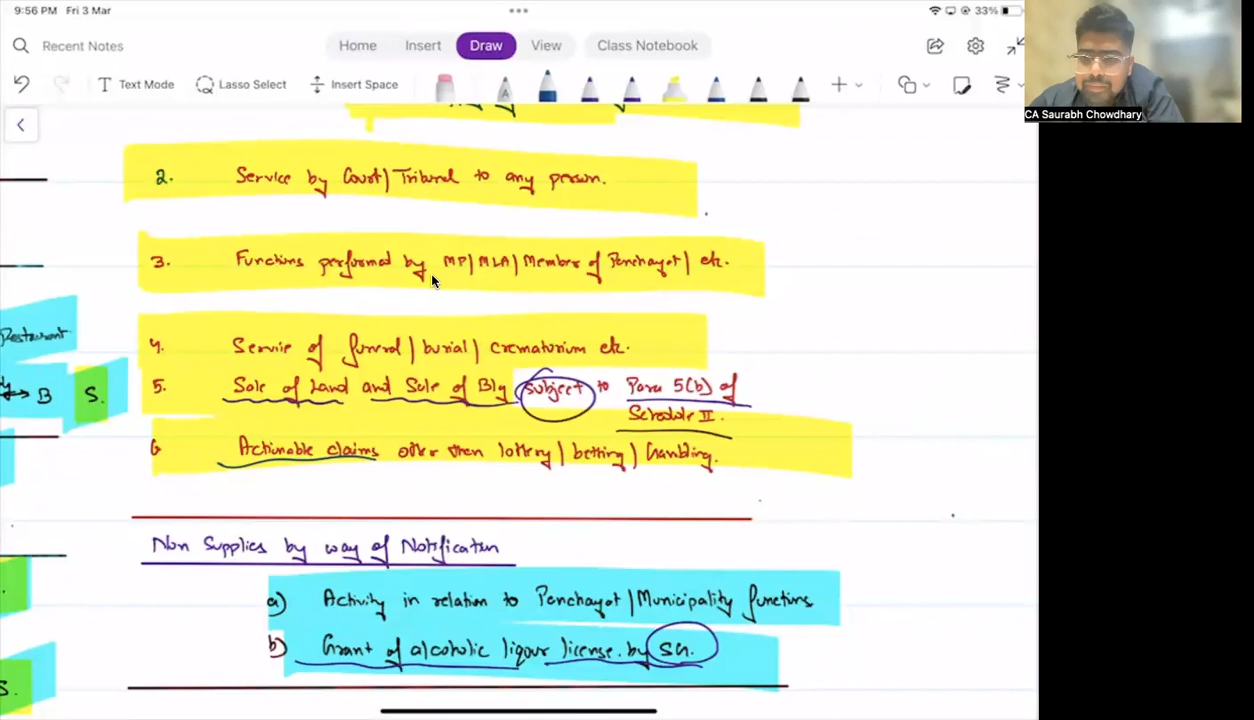 9:56 PM Fri 3 Mar
33%
Recent Notes
Home Insert Draw View Class Notebook
Text Mode Lasso Select Insert Space
CA Saurabh Chowdhary
2. Service by Court/Tribunal to any person.
3. Functions performed by MP/MLA/Member of Panchayat/ etc.
4. Service of funeral/burial/crematorium etc.
5. Sale of Land and Sale of Blg subject to Para 5(b) of
Schedule II.
6 Actionable claims other than lottery/betting/Gambling.
Restaurant
B S.
Non Supplies by way of Notification
a) Activity in relation to Panchayat/Municipality functions
b) Grant of alcoholic liqour license. by SG.
S.